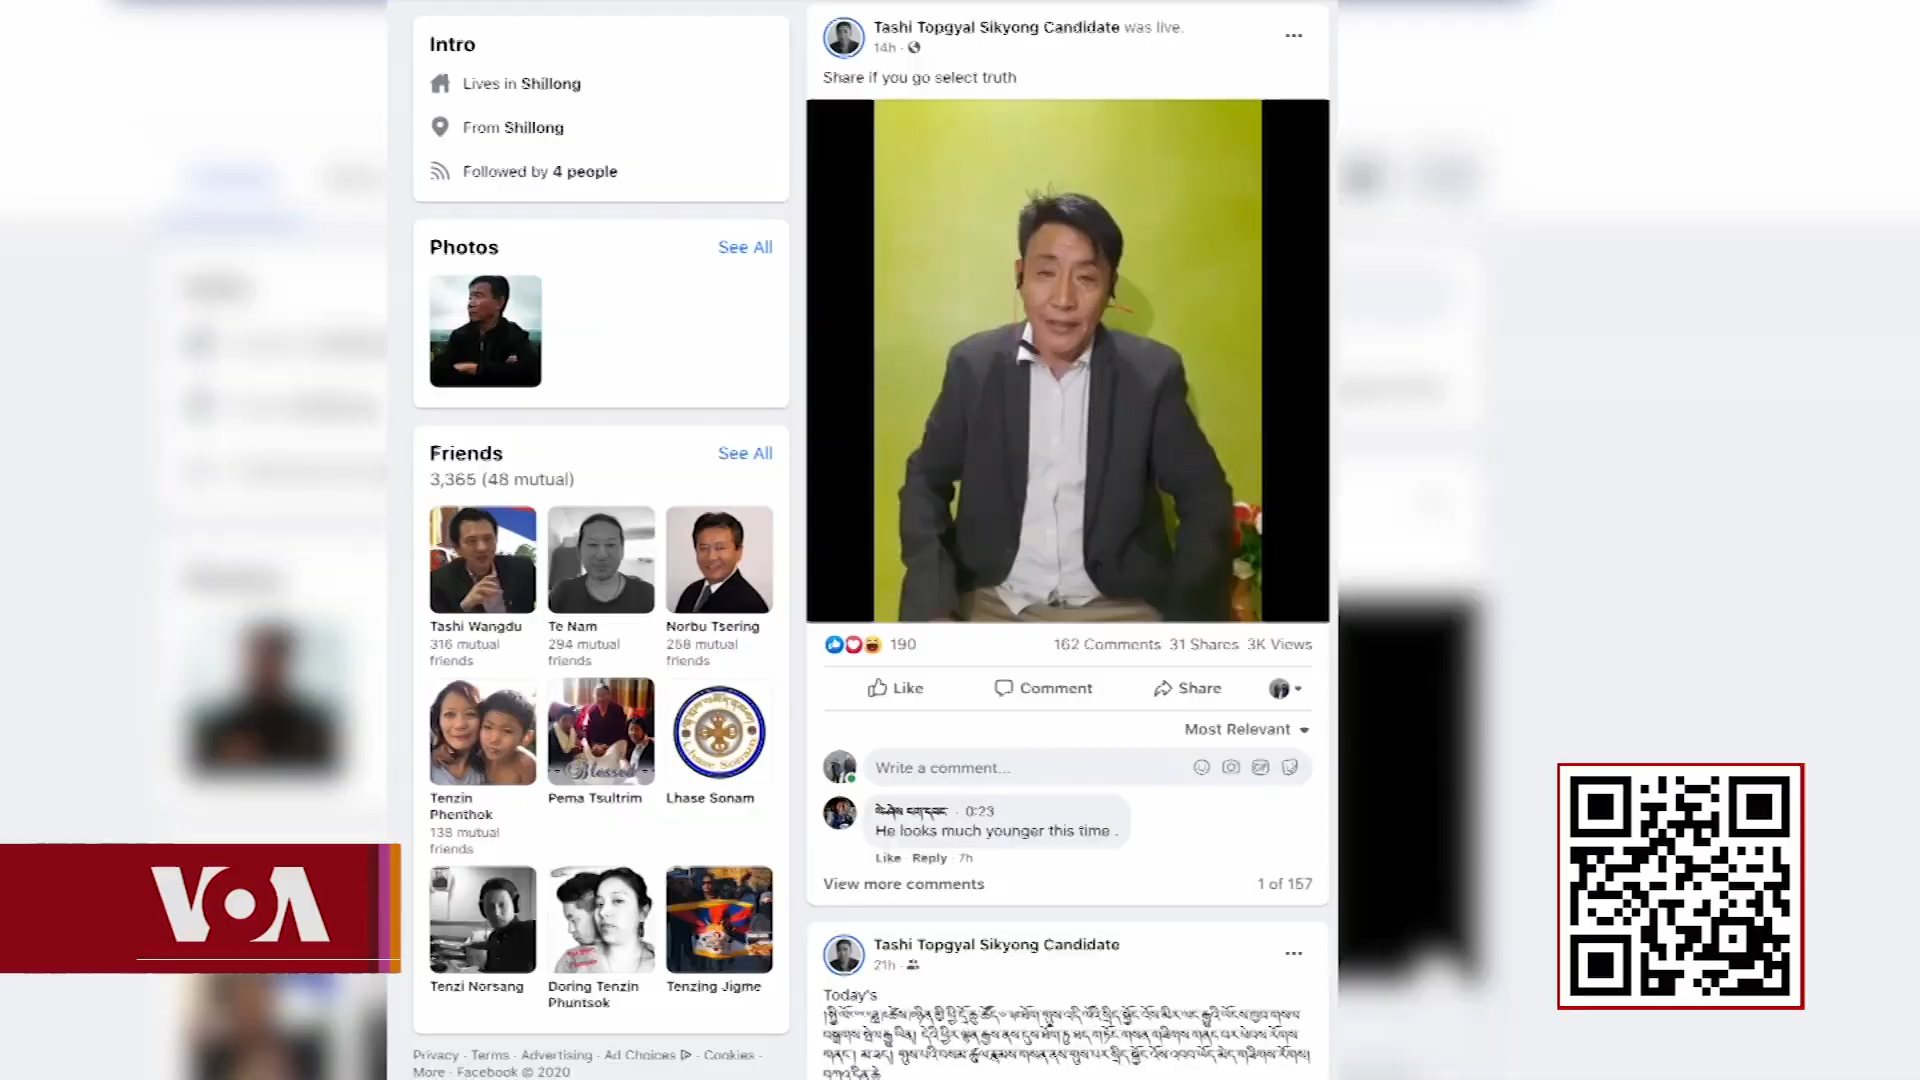 Intro
Lives in Shillong
From Shillong
Followed by 4 people
Photos
See All
Friends
See All
3,365 (48 mutual)
Tashi Wangdu
316 mutual
friends
Te Nam
294 mutual
friends
Norbu Tsering
268 mutual
friends
Tenzin
Phenthok
138 mutual
friends
Blessed
Pema Tsultrim
Lhase Sonam
Tenzi Norsang
Doring Tenzin
Phuntsok
Tenzing Jigme
Privacy · Terms · Advertising · Ad Choices · Cookies ·
More · Facebook © 2020
Tashi Topgyal Sikyong Candidate was live.
14h ·
Share if you go select truth
190
162 Comments 31 Shares 3K Views
Like
Comment
Share
Most Relevant
Write a comment...
GIF
· 0:23
He looks much younger this time .
Like · Reply · 7h
View more comments
1 of 157
Tashi Topgyal Sikyong Candidate
21h ·
Today's
VOA